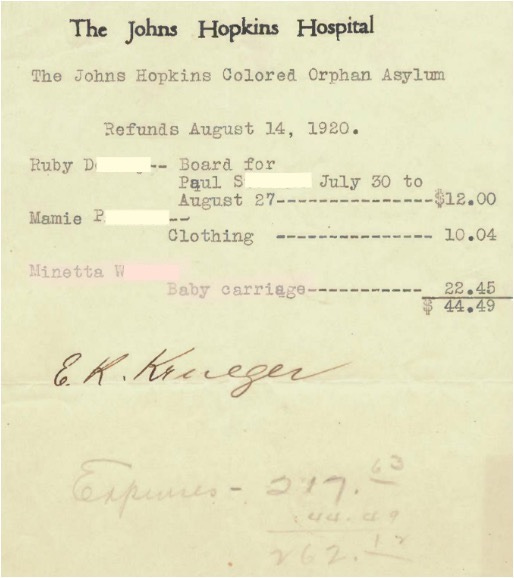 The Johns Hopkins Hospital
The Johns Hopkins Colored Orphan Asylum
Refunds August 14, 1920.
Ruby D -- Board for
Paul S July 30 to
August 27---------------$12.00
Mamie P --
Clothing --------------- 10.04
Minetta W
Baby carriage----------- 22.45
$ 44.49
E. K. Krueger
Expenses - 217.63
44.49
262.12